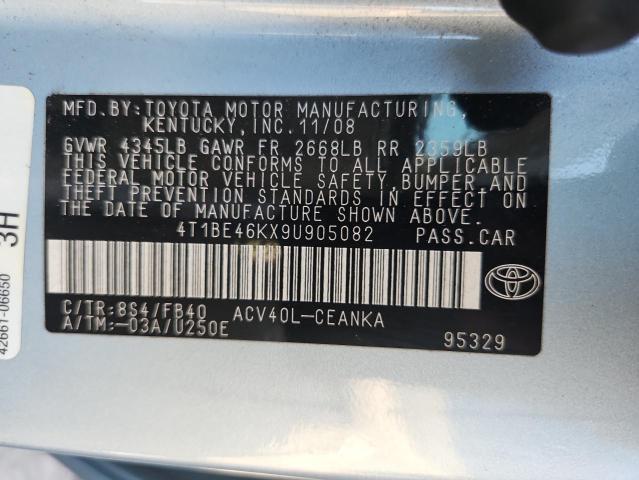 MFD.BY:TOYOTA MOTOR MANUFACTURING,
KENTUCKY,INC.11/08
GVWR 4345LB GAWR FR 2668LB RR 2359LB
THIS VEHICLE CONFORMS TO ALL APPLICABLE
FEDERAL MOTOR VEHICLE SAFETY,BUMPER,AND
THEFT PREVENTION STANDARDS IN EFFECT ON
THE DATE OF MANUFACTURE SHOWN ABOVE.
4T1BE46KX9U905082 PASS.CAR
C/TR:8S4/FB40 ACV40L-CEANKA
A/TM:-03A/U250E
95329
42661-06650
3H